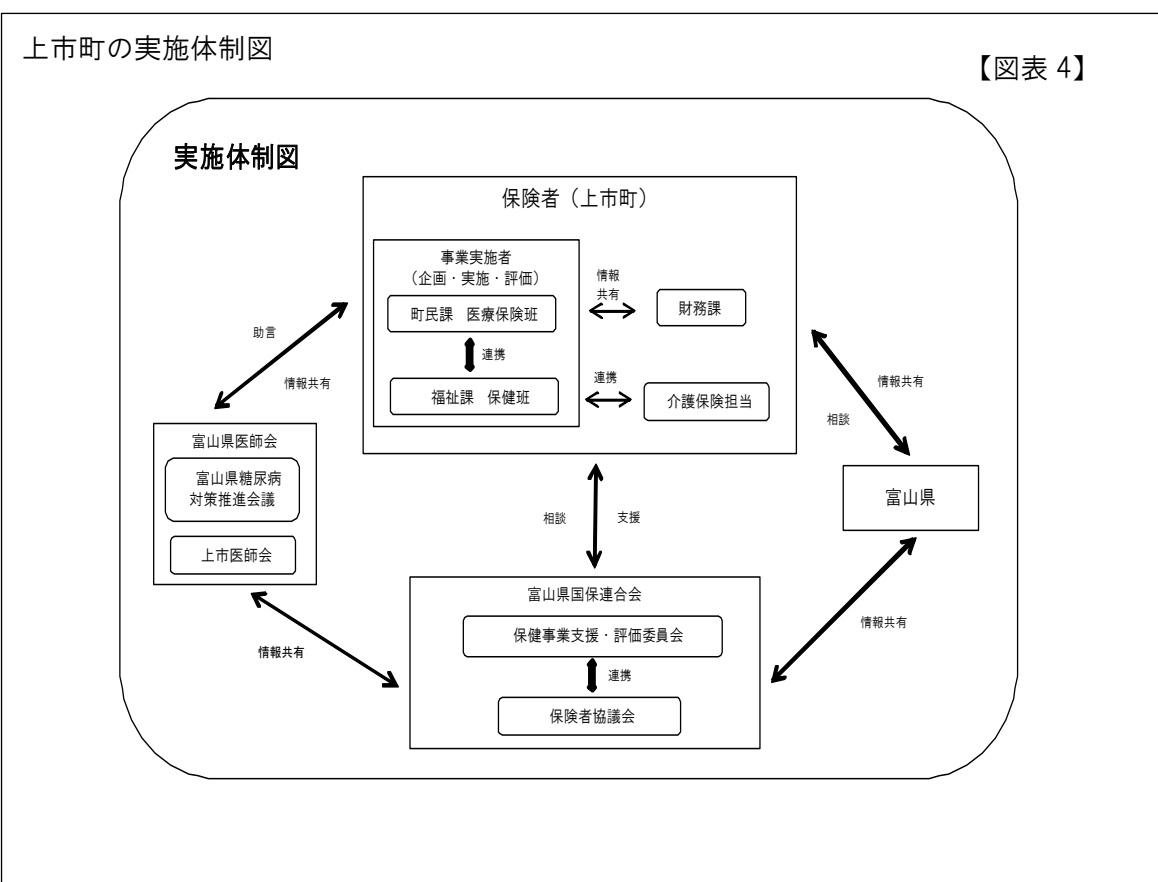 上市町の実施体制図
【図表 4】
実施体制図
保険者（上市町）
事業実施者
（企画・実施・評価）
町民課　医療保険班
連携
福祉課　保健班
情報
共有
財務課
連携
介護保険担当
助言
情報共有
富山県医師会
富山県糖尿病
対策推進会議
上市医師会
情報共有
相談
富山県
相談
支援
富山県国保連合会
保健事業支援・評価委員会
連携
保険者協議会
情報共有
情報共有